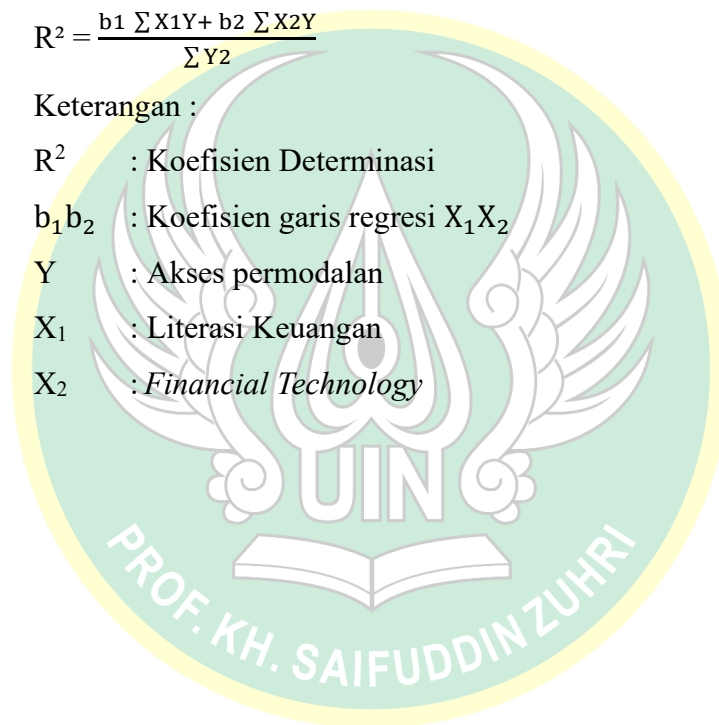 R² = b1 ∑X1Y+ b2 ∑X2Y
∑Y2
Keterangan :
R² : Koefisien Determinasi
b₁b₂ : Koefisien garis regresi X₁X₂
Y : Akses permodalan
X₁ : Literasi Keuangan
X₂ : Financial Technology
UIN
PROF. KH. SAIFUDDIN ZUHRI